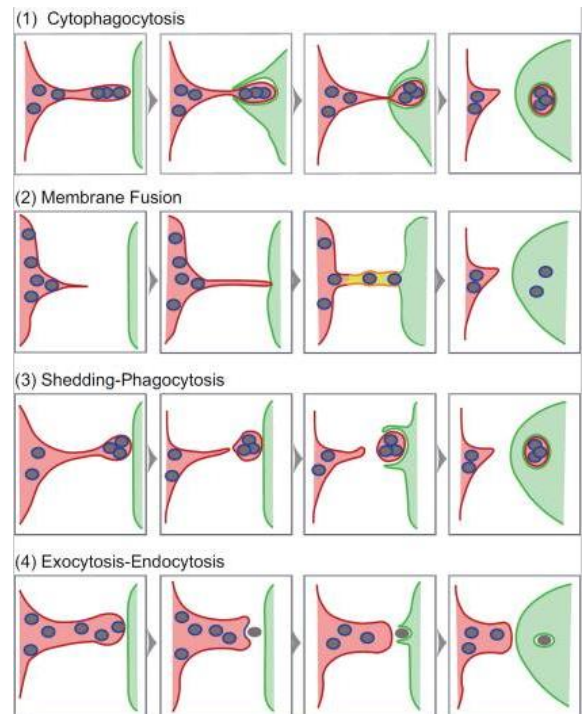 (1) Cytophagocytosis
(2) Membrane Fusion
(3) Shedding-Phagocytosis
(4) Exocytosis-Endocytosis